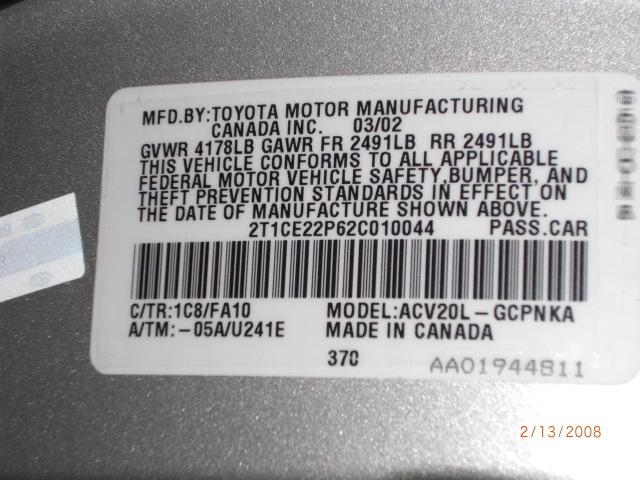 MFD.BY:TOYOTA MOTOR MANUFACTURING
CANADA INC. 03/02
GVWR 4178LB GAWR FR 2491LB RR 2491LB
THIS VEHICLE CONFORMS TO ALL APPLICABLE
FEDERAL MOTOR VEHICLE SAFETY,BUMPER, AND
THEFT PREVENTION STANDARDS IN EFFECT ON
THE DATE OF MANUFACTURE SHOWN ABOVE.
2T1CE22P62C010044 PASS.CAR
C/TR:1C8/FA10 MODEL:ACV20L-GCPNKA
A/TM:-05A/U241E MADE IN CANADA
370 AA01944811
2/13/2008